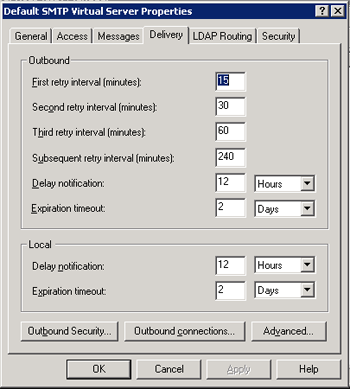 Default SMTP Virtual Server Properties
General Access Messages Delivery LDAP Routing Security
Outbound
First retry interval (minutes): 15
Second retry interval (minutes): 30
Third retry interval (minutes): 60
Subsequent retry interval (minutes): 240
Delay notification: 12 Hours
Expiration timeout: 2 Days
Local
Delay notification: 12 Hours
Expiration timeout: 2 Days
Outbound Security... Outbound connections... Advanced...
OK Cancel Apply Help